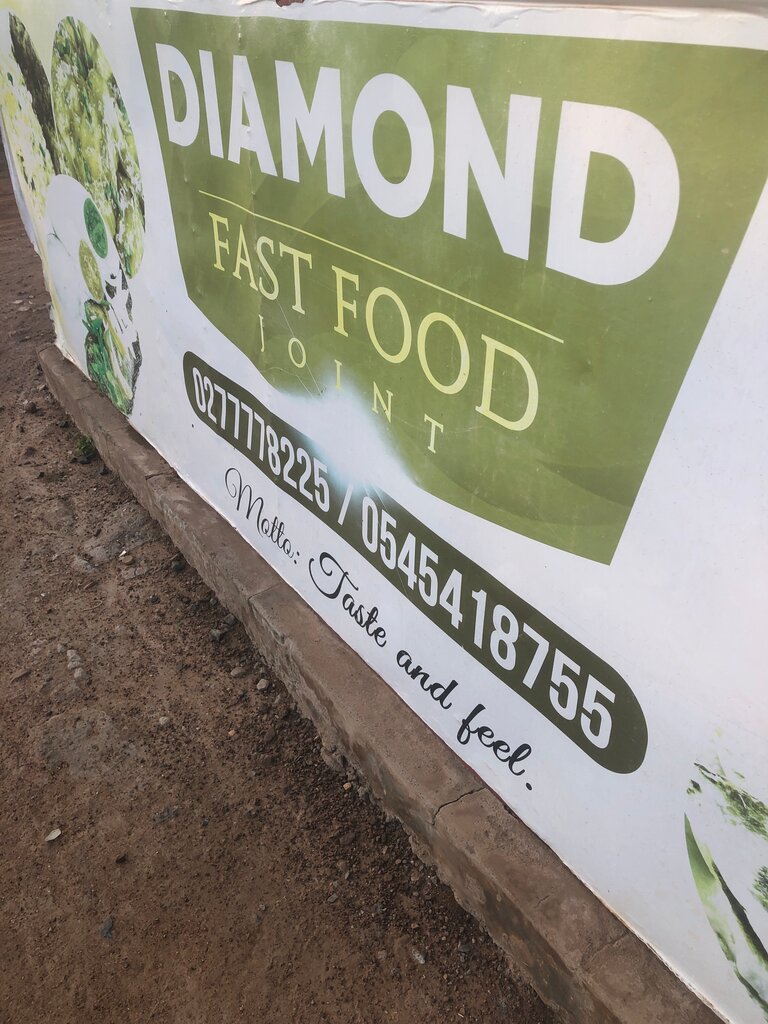 DIAMOND
FAST FOOD
JOINT
0277778225 / 0545418755
Motto: Taste and feel.